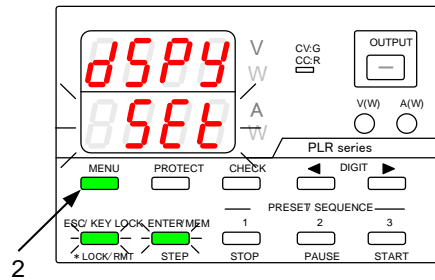 dSPY V
W
CV:G
CC:R
OUTPUT
SEt A
W
V(W) A(W)
PLR series
MENU PROTECT CHECK ◀ DIGIT ▶
PRESET/ SEQUENCE
ESC/ KEY LOCK ENTER/MEM 1 2 3
* LOCK/RMT STEP STOP PAUSE START
2